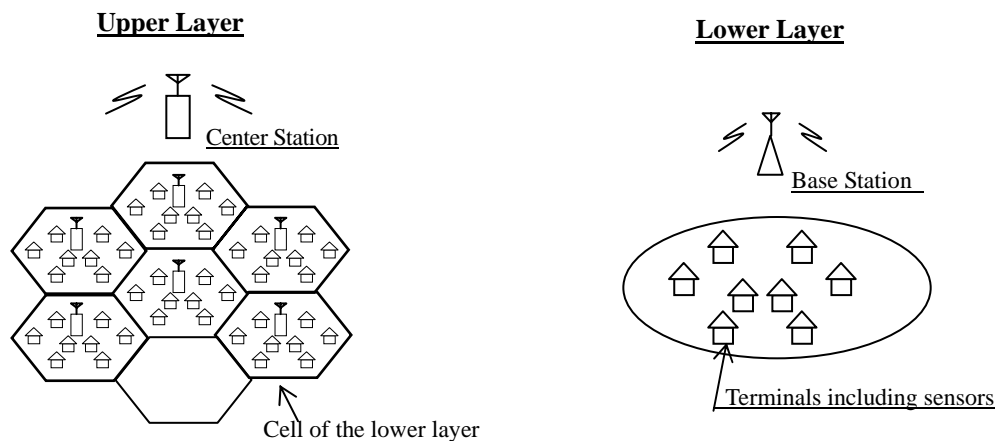 Upper Layer
Lower Layer
Center Station
Base Station
Terminals including sensors
Cell of the lower layer